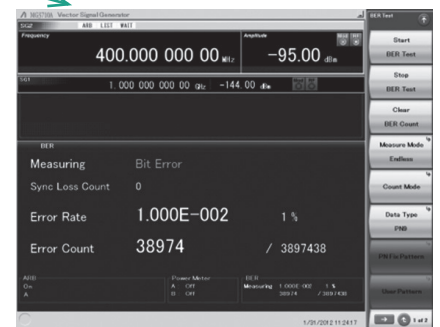 Vector Signal Generator
SG2 ARB LIST WAIT
Frequency
400.000 000 00 MHz
Amplitude
-95.00 dBm
SG1
1. 000 000 000 00 GHz -144. 00 dBm
BER
Measuring Bit Error
Sync Loss Count 0
Error Rate 1.000E-002 1 %
Error Count 38974 / 3897438
ARB
On
A
Power Meter
A Off
B Off
BER
Measuring 1.000E-002 1 %
38974 / 3897438
1/31/2012 11:24:17
BER Test
Start
BER Test
Stop
BER Test
Clear
BER Count
Measure Mode
Endless
Count Mode
Data Type
PN9
PN Fix Pattern
User Pattern
1 of 2